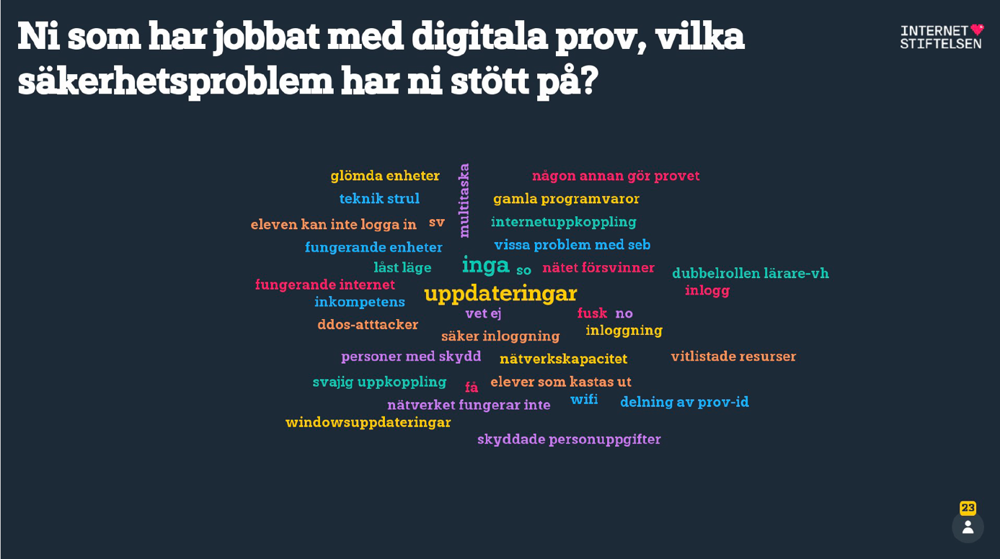 Ni som har jobbat med digitala prov, vilka
säkerhetsproblem har ni stött på?
INTERNET
STIFTELSEN
glömda enheter
multitaska
någon annan gör provet
teknik strul
gamla programvaror
eleven kan inte logga in
sv
internetuppkoppling
fungerande enheter
vissa problem med seb
låst läge
inga
so
nätet försvinner
dubbelrollen lärare-vh
fungerande internet
uppdateringar
inlogg
inkompetens
vet ej
fusk
no
ddos-atttacker
säker inloggning
inloggning
personer med skydd
nätverkskapacitet
vitlistade resurser
svajig uppkoppling
få
elever som kastas ut
nätverket fungerar inte
wifi
delning av prov-id
windowsuppdateringar
skyddade personuppgifter
23